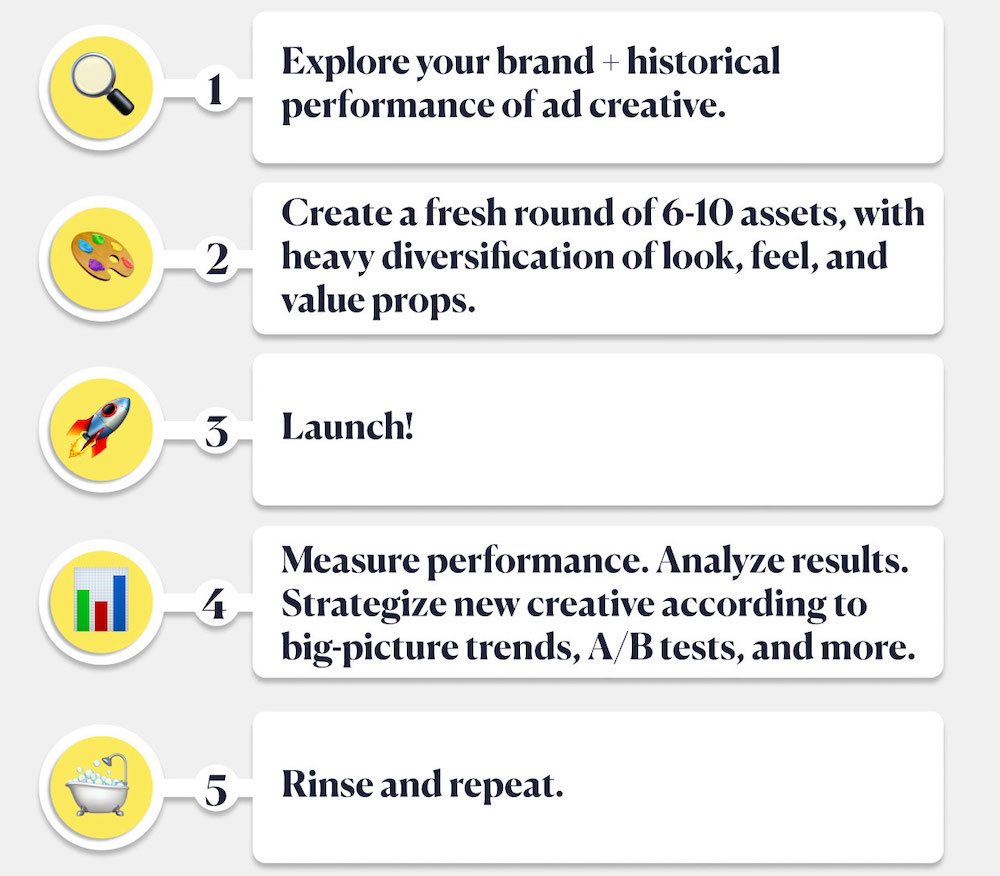 1
Explore your brand + historical
performance of ad creative.
2
Create a fresh round of 6-10 assets, with
heavy diversification of look, feel, and
value props.
3
Launch!
4
Measure performance. Analyze results.
Strategize new creative according to
big-picture trends, A/B tests, and more.
5
Rinse and repeat.